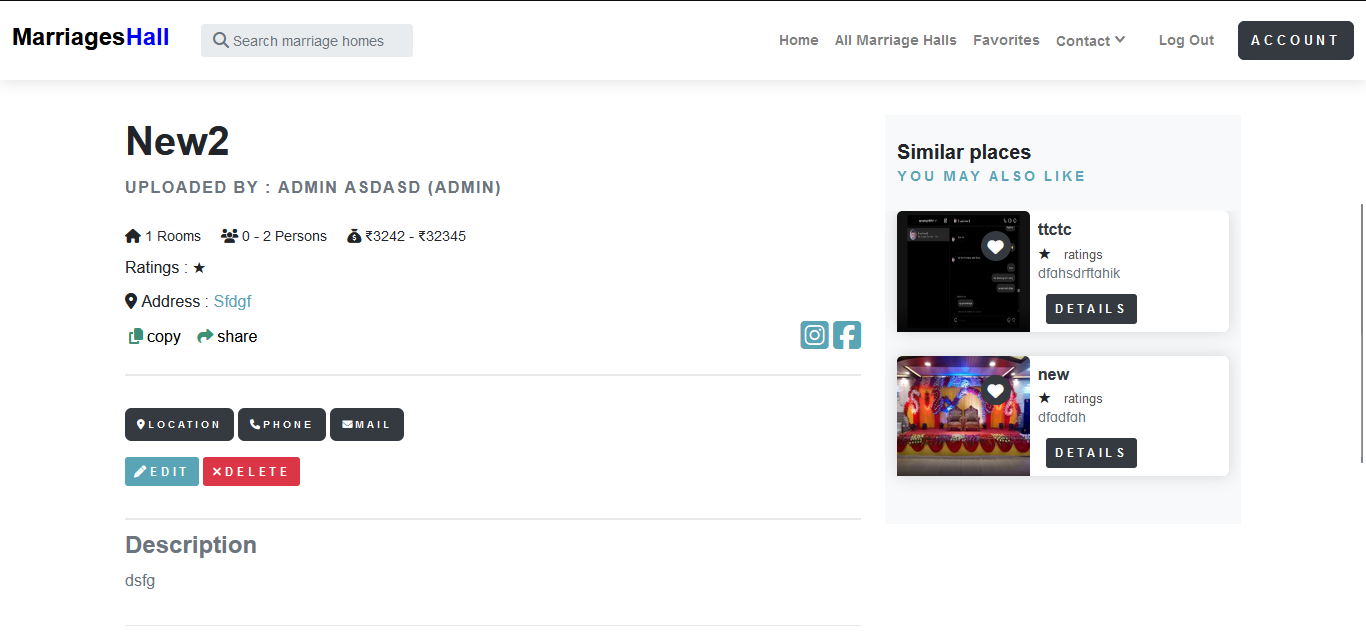 MarriagesHall
Search marriage homes
Home All Marriage Halls Favorites Contact Log Out ACCOUNT
New2
UPLOADED BY : ADMIN ASDASD (ADMIN)
1 Rooms 0 - 2 Persons ₹3242 - ₹32345
Ratings : ★
Address : Sfdgf
copy share
LOCATION PHONE MAIL
EDIT ×DELETE
Description
dsfg
Similar places
YOU MAY ALSO LIKE
ttctc
★ ratings
dfahsdrftahik
DETAILS
new
★ ratings
dfadfah
DETAILS